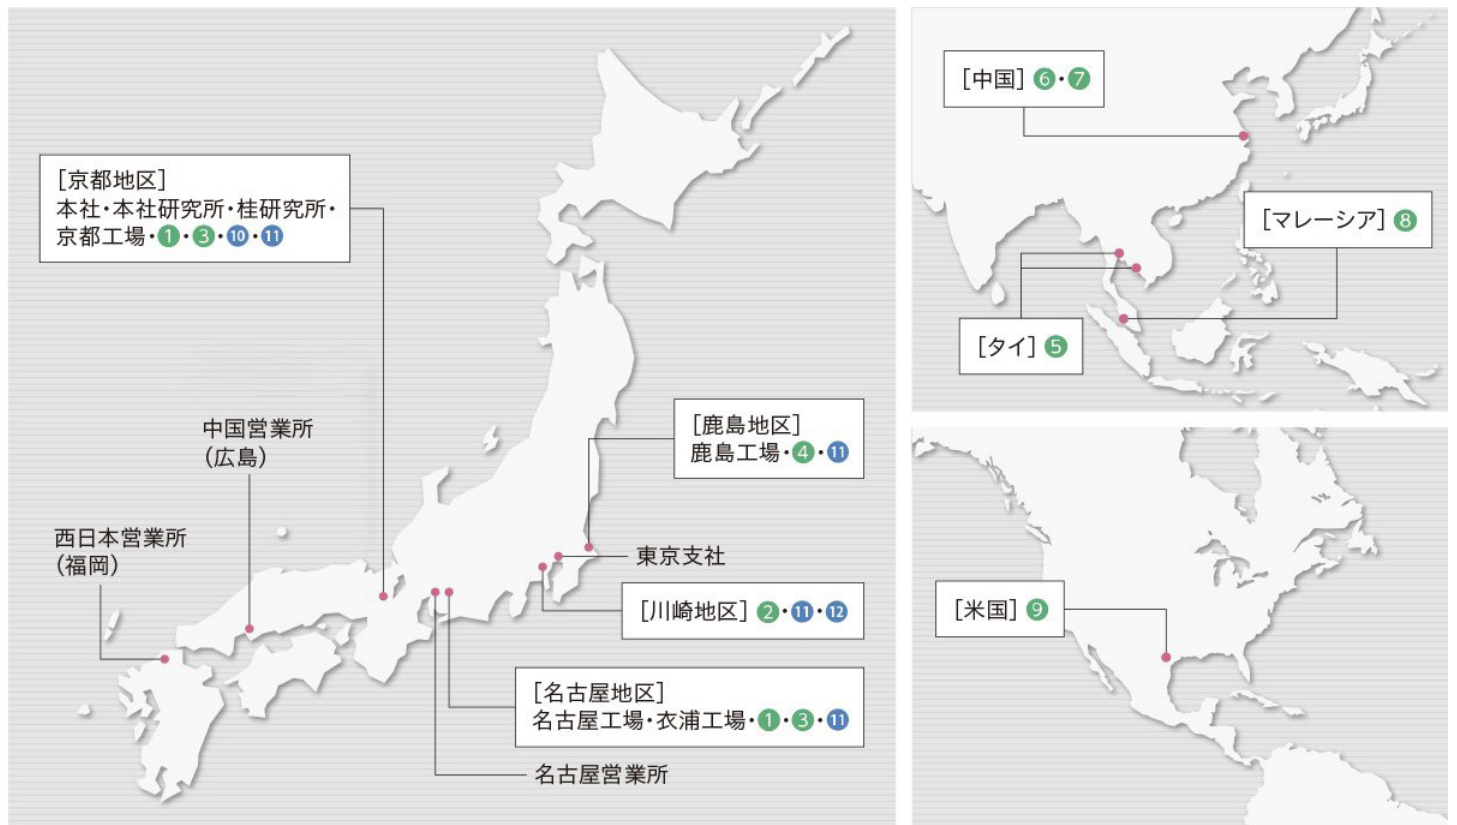 [京都地区]
本社・本社研究所・桂研究所・
京都工場・1・3・10・11
中国営業所
(広島)
西日本営業所
(福岡)
[鹿島地区]
鹿島工場・4・11
東京支社
[川崎地区] 2・11・12
[名古屋地区]
名古屋工場・衣浦工場・1・3・11
名古屋営業所
[中国] 6・7
[マレーシア] 8
[タイ] 5
[米国] 9